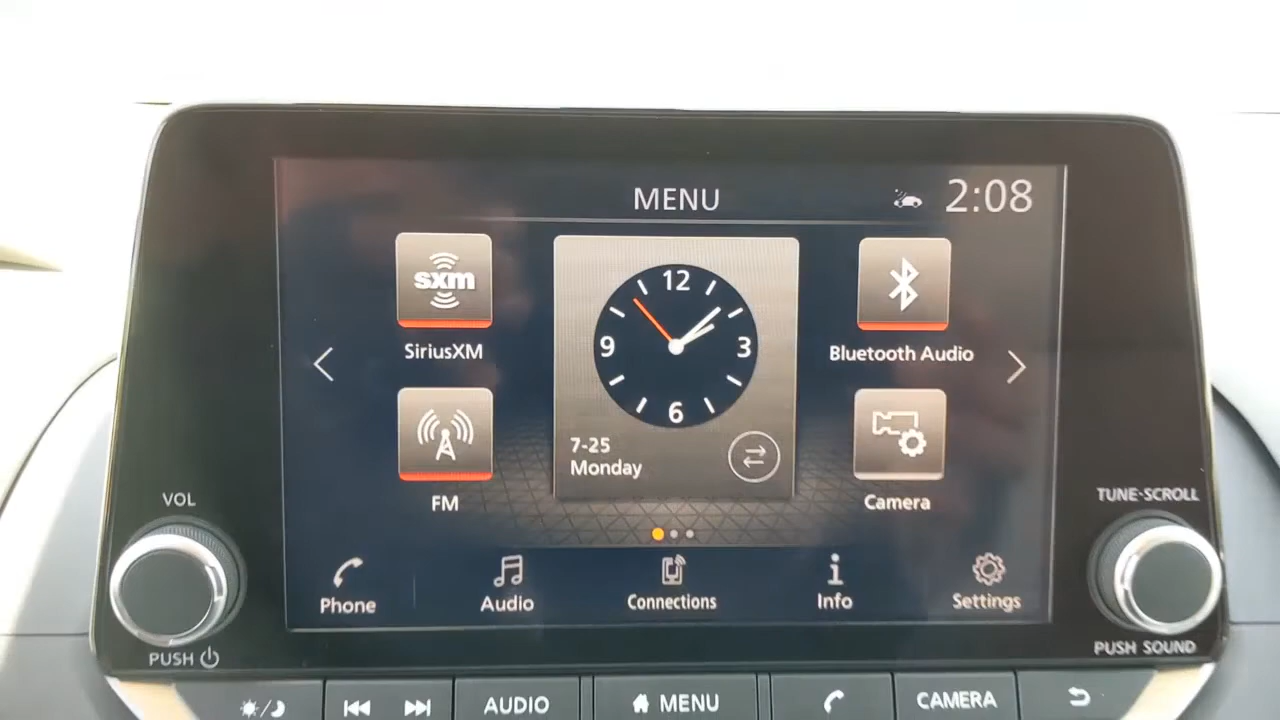 MENU
2:08
sxm
SiriusXM
FM
12
3
6
9
7-25
Monday
Bluetooth Audio
Camera
Phone
Audio
Connections
Info
Settings
VOL
PUSH
TUNE·SCROLL
PUSH SOUND
AUDIO
MENU
CAMERA